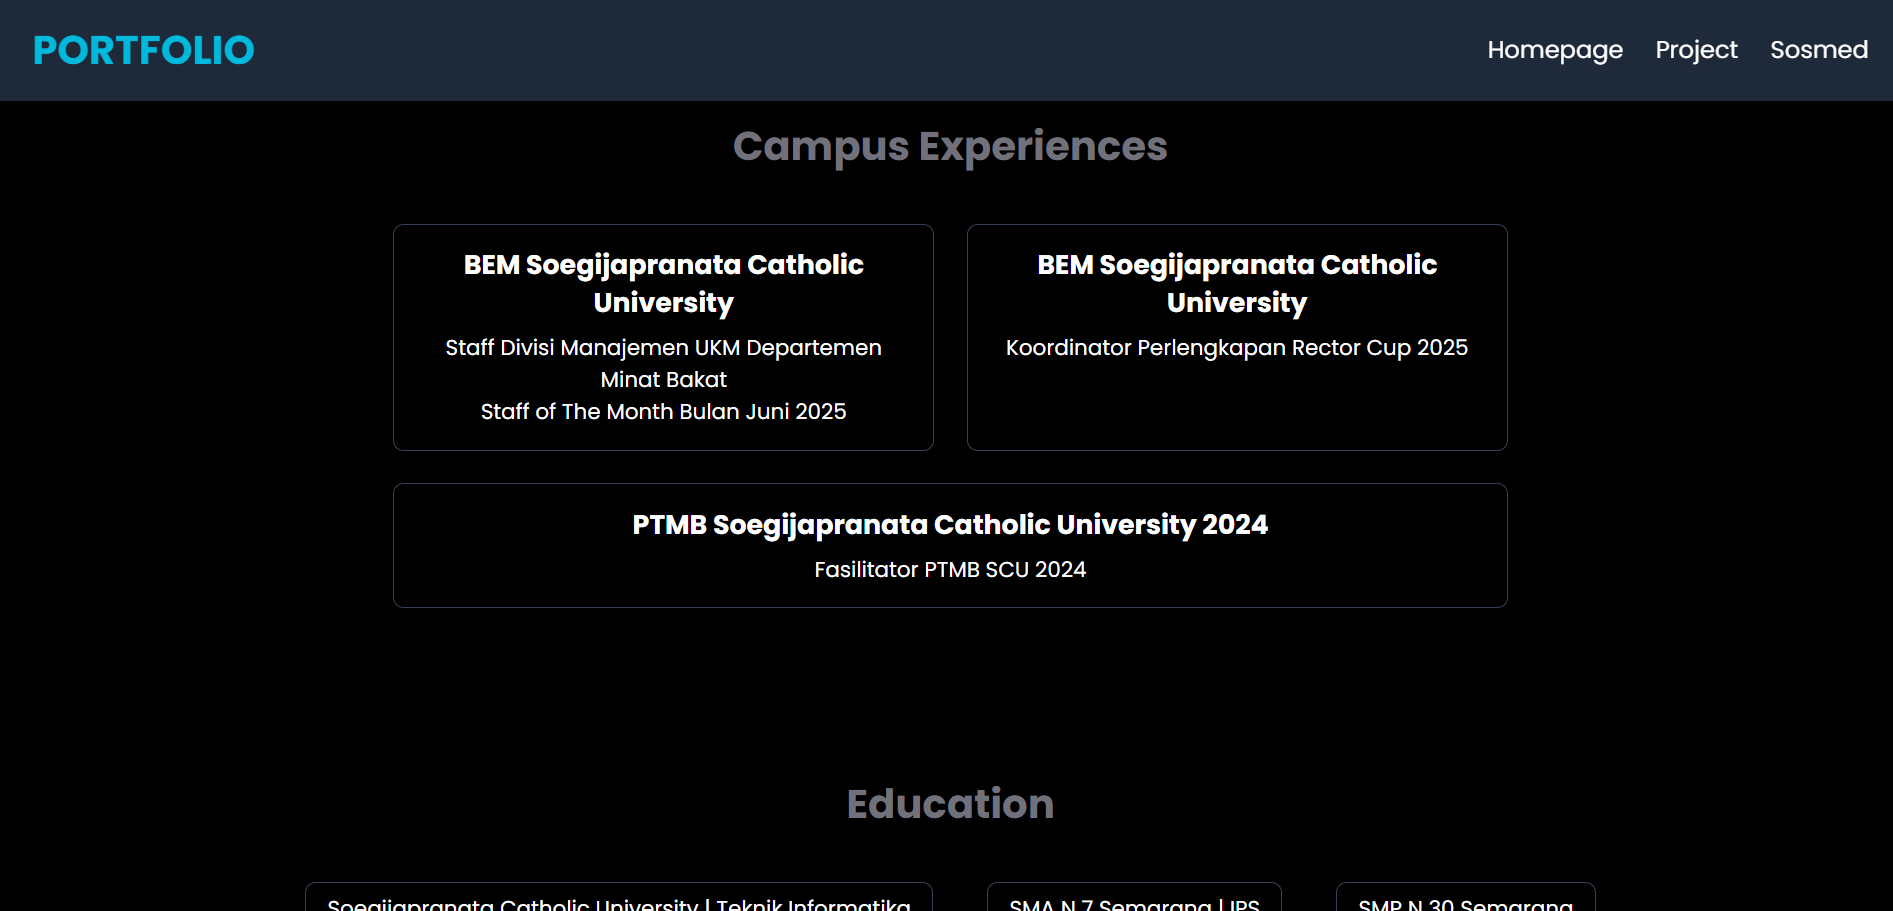 PORTFOLIO
Homepage Project Sosmed
Campus Experiences
BEM Soegijapranata Catholic
University
Staff Divisi Manajemen UKM Departemen
Minat Bakat
Staff of The Month Bulan Juni 2025
BEM Soegijapranata Catholic
University
Koordinator Perlengkapan Rector Cup 2025
PTMB Soegijapranata Catholic University 2024
Fasilitator PTMB SCU 2024
Education
Soegijapranata Catholic University | Teknik Informatika
SMA N 7 Semarang | IPS
SMP N 30 Semarang